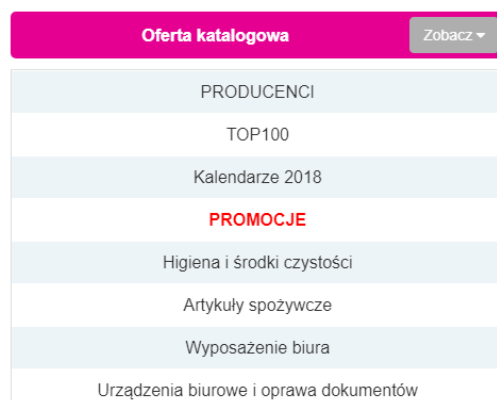 Oferta katalogowa Zobacz
PRODUCENCI
TOP100
Kalendarze 2018
PROMOCJE
Higiena i środki czystości
Artykuły spożywcze
Wyposażenie biura
Urządzenia biurowe i oprawa dokumentów